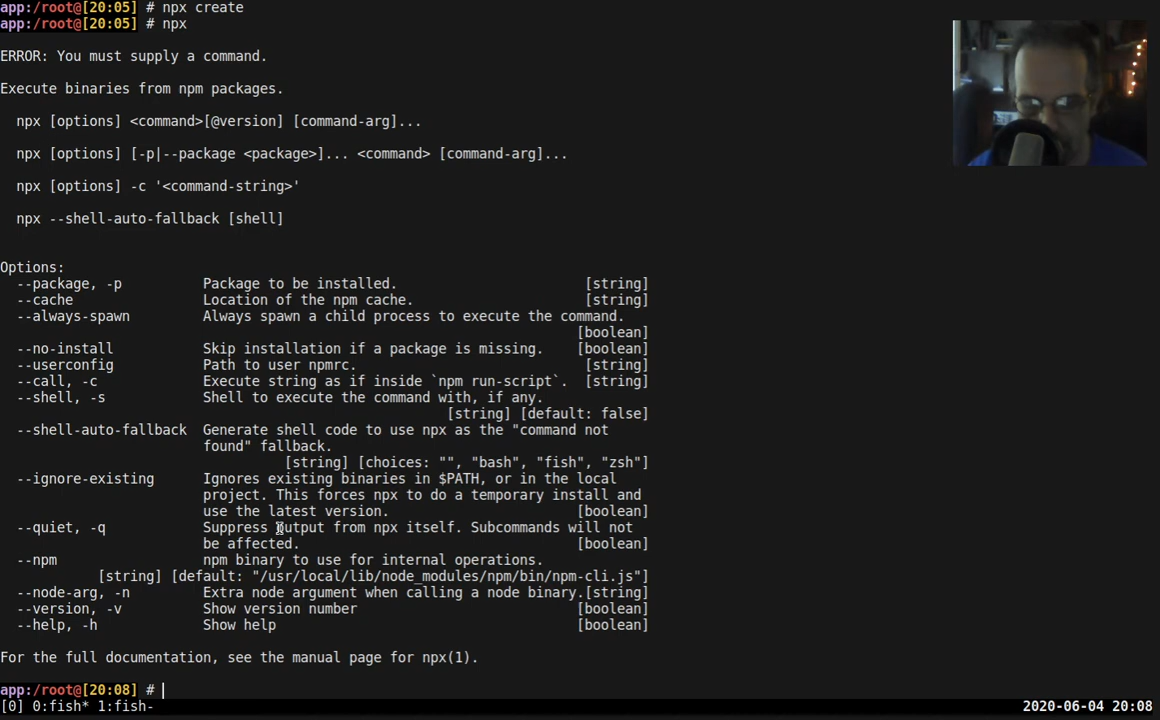 app:/root@[20:05] # npx create
app:/root@[20:05] # npx
ERROR: You must supply a command.
Execute binaries from npm packages.
npx [options] <command>[@version] [command-arg]...
npx [options] [-p|--package <package>]... <command> [command-arg]...
npx [options] -c '<command-string>'
npx --shell-auto-fallback [shell]
Options:
--package, -p Package to be installed. [string]
--cache Location of the npm cache. [string]
--always-spawn Always spawn a child process to execute the command.
[boolean]
--no-install Skip installation if a package is missing. [boolean]
--userconfig Path to user npmrc. [string]
--call, -c Execute string as if inside `npm run-script`. [string]
--shell, -s Shell to execute the command with, if any.
[string] [default: false]
--shell-auto-fallback Generate shell code to use npx as the "command not
found" fallback.
[string] [choices: "", "bash", "fish", "zsh"]
--ignore-existing Ignores existing binaries in $PATH, or in the local
project. This forces npx to do a temporary install and
use the latest version. [boolean]
--quiet, -q Suppress output from npx itself. Subcommands will not
be affected. [boolean]
--npm npm binary to use for internal operations.
[string] [default: "/usr/local/lib/node_modules/npm/bin/npm-cli.js"]
--node-arg, -n Extra node argument when calling a node binary.[string]
--version, -v Show version number [boolean]
--help, -h Show help [boolean]
For the full documentation, see the manual page for npx(1).
app:/root@[20:08] #
[0] 0:fish* 1:fish- 2020-06-04 20:08